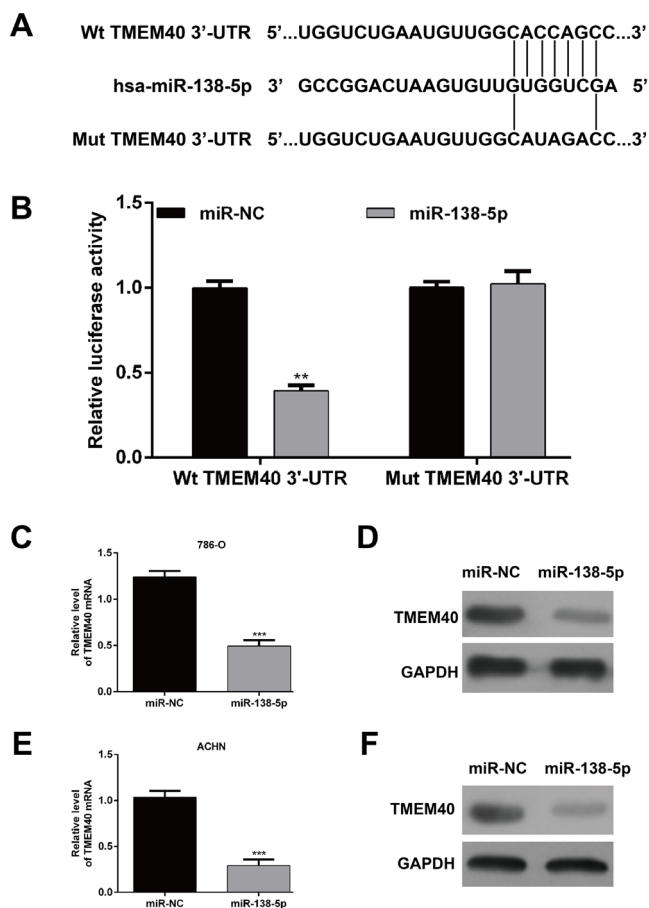 A
Wt TMEM40 3'-UTR 5'...UGGUCUGAAUGUUGGCACCAGCC...3'
hsa-miR-138-5p 3' GCCGGACUAAGUGUUGUGGUCGA 5'
Mut TMEM40 3'-UTR 5'...UGGUCUGAAUGUUGGCAUAGACC...3'
B
miR-NC miR-138-5p
Relative luciferase activity
1.5
1.0
0.5
0.0
**
Wt TMEM40 3'-UTR Mut TMEM40 3'-UTR
C
786-O
Relative level
of TMEM40 mRNA
1.5
1.0
0.5
0.0
***
miR-NC miR-138-5p
D
miR-NC miR-138-5p
TMEM40
GAPDH
E
ACHN
Relative level
of TMEM40 mRNA
1.5
1.0
0.5
0.0
***
miR-NC miR-138-5p
F
miR-NC miR-138-5p
TMEM40
GAPDH